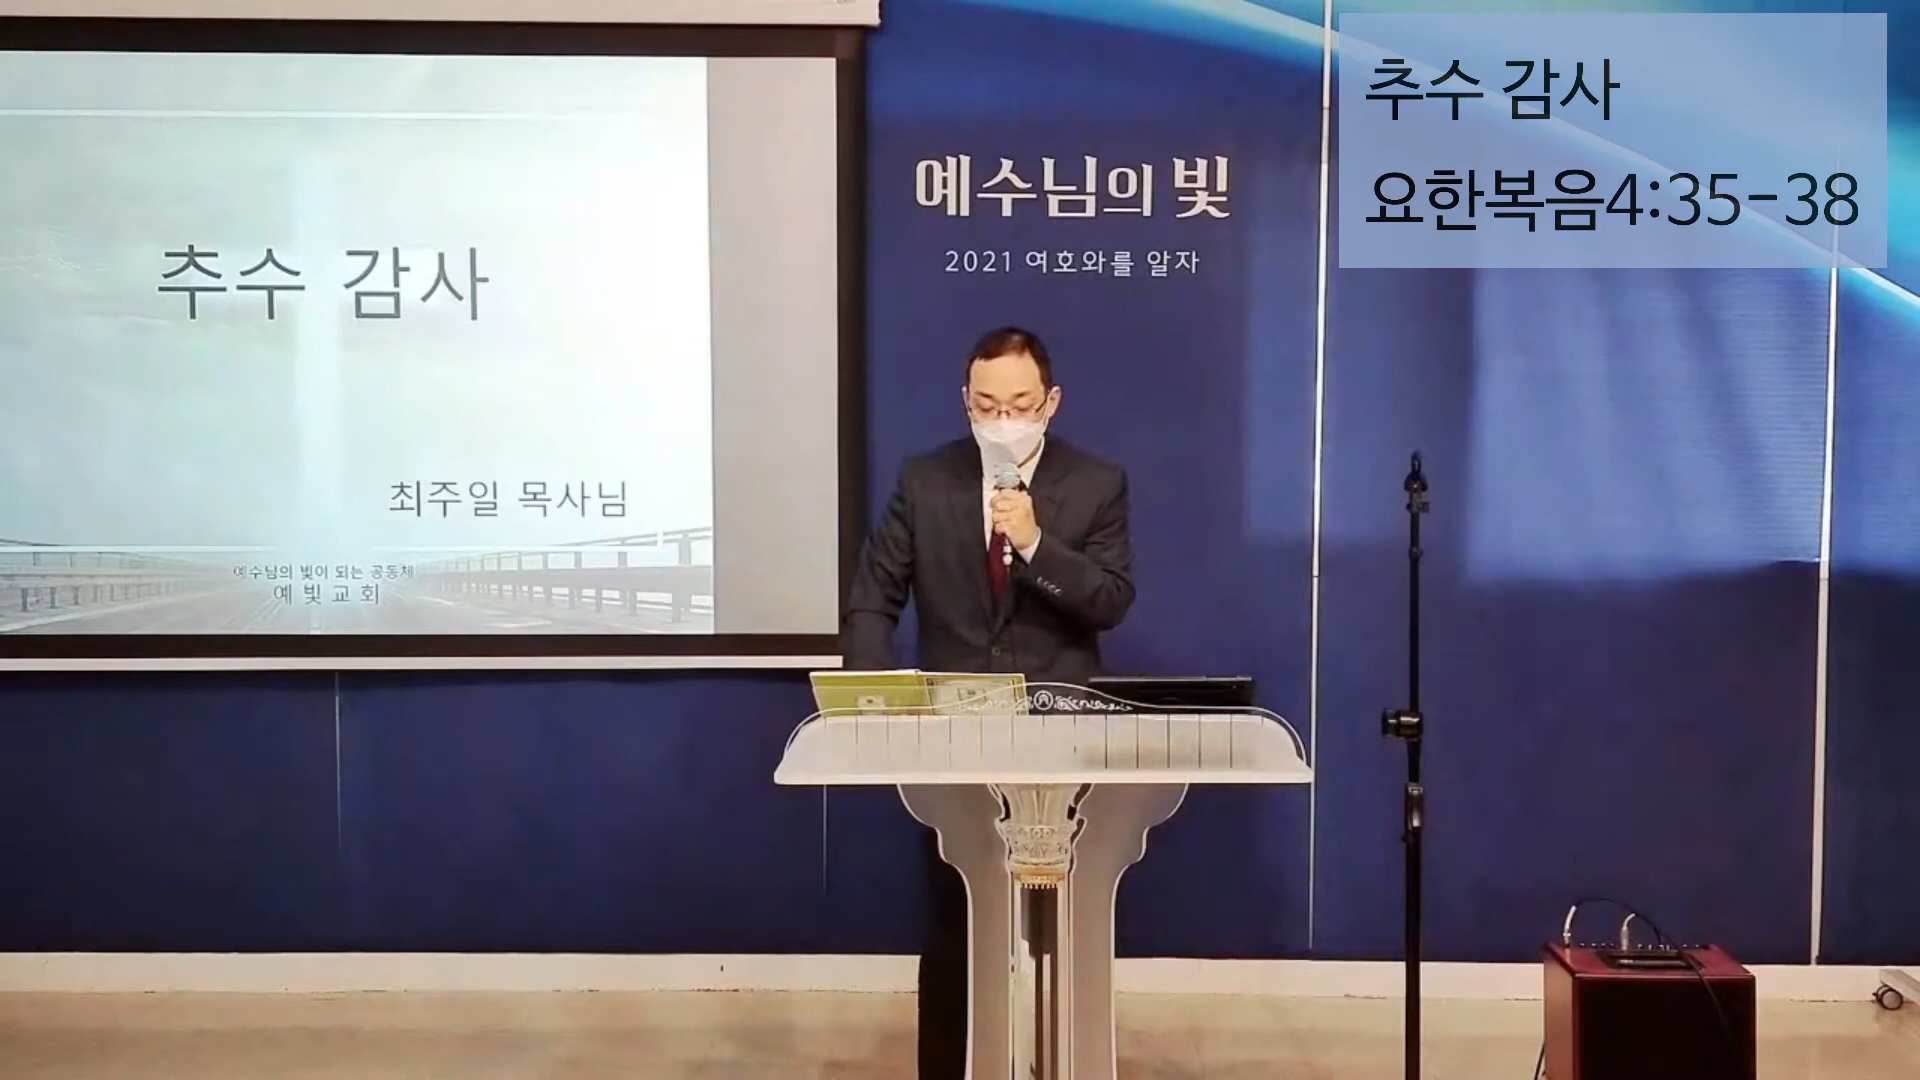 추수 감사
최주일 목사님
예수님의 빛이 되는 공동체
예빛교회
예수님의 빛
2021 여호와를 알자
추수 감사
요한복음4:35-38